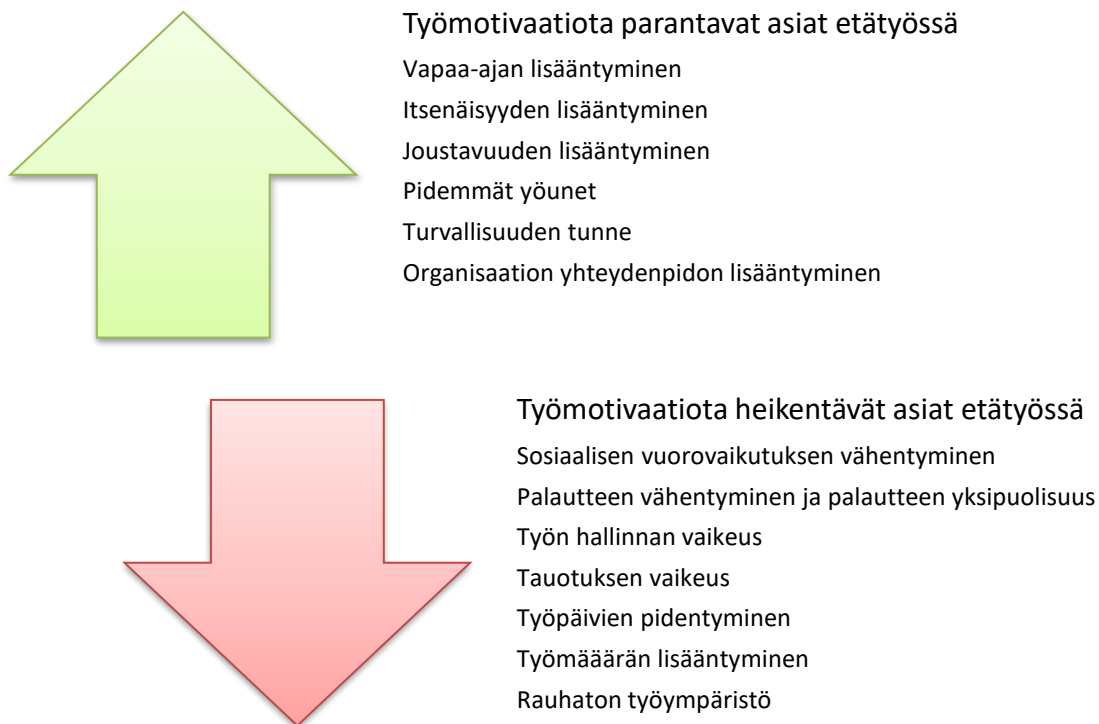 Työmotivaatiota parantavat asiat etätyössä
Vapaa-ajan lisääntyminen
Itsenäisyyden lisääntyminen
Joustavuuden lisääntyminen
Pidemmät yöunet
Turvallisuuden tunne
Organisaation yhteydenpidon lisääntyminen
Työmotivaatiota heikentävät asiat etätyössä
Sosiaalisen vuorovaikutuksen vähentyminen
Palautteen vähentyminen ja palautteen yksipuolisuus
Työn hallinnan vaikeus
Tauotuksen vaikeus
Työpäivien pidentyminen
Työmääärän lisääntyminen
Rauhaton työympäristö